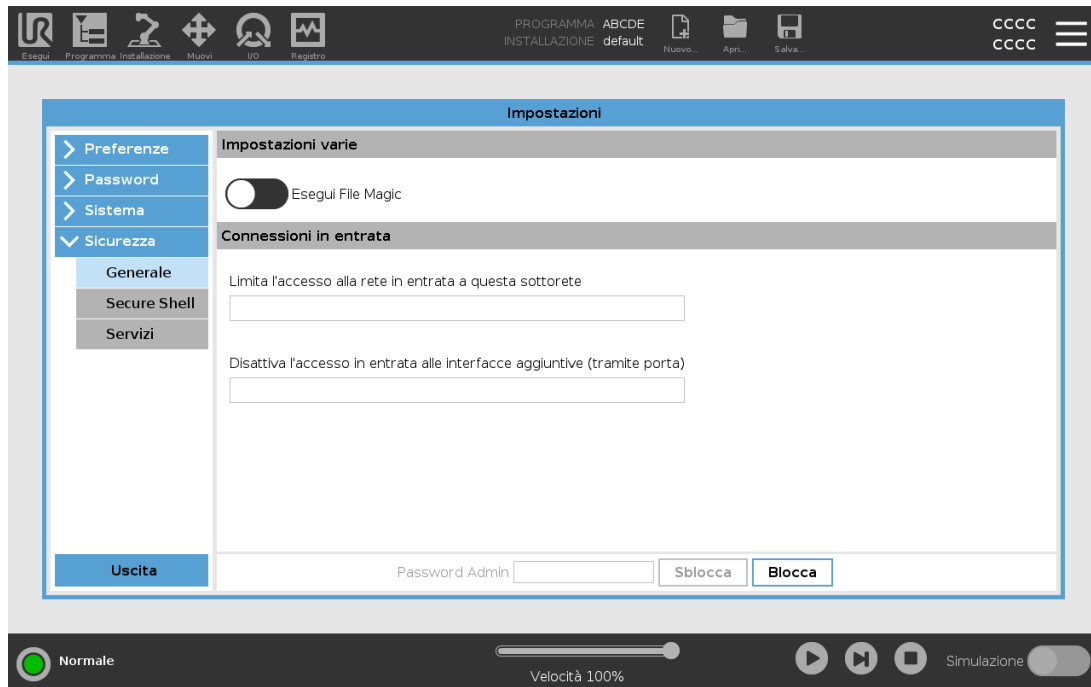 Esegui
Programma
Installazione
Muovi
I/O
Registro
PROGRAMMA ABCDE
INSTALLAZIONE default
Nuovo...
Apri...
Salva...
CCCC
CCCC
Impostazioni
Preferenze
Password
Sistema
Sicurezza
Generale
Secure Shell
Servizi
Uscita
Impostazioni varie
Esegui File Magic
Connessioni in entrata
Limita l'accesso alla rete in entrata a questa sottorete
Disattiva l'accesso in entrata alle interfacce aggiuntive (tramite porta)
Password Admin
Sblocca
Blocca
Normale
Velocità 100%
Simulazione